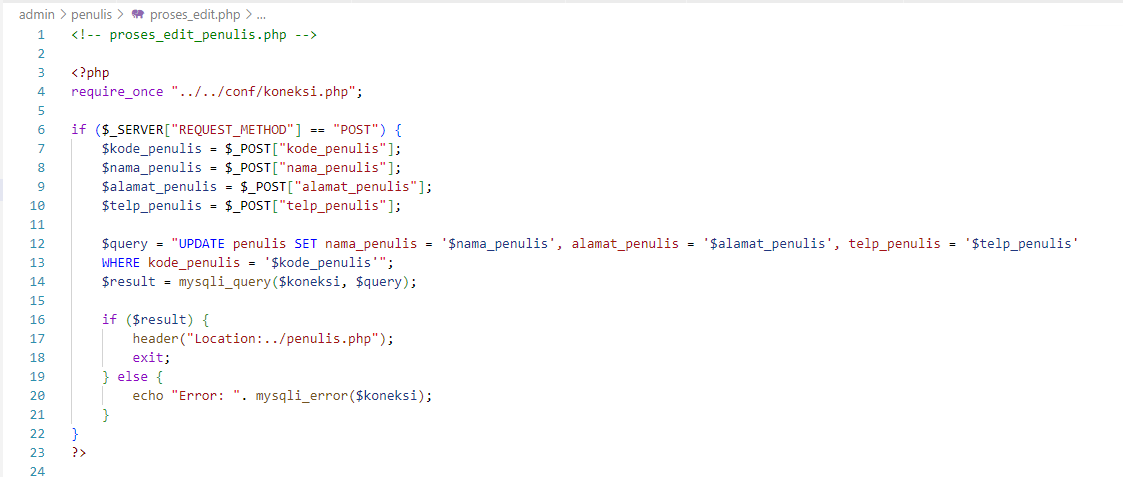 admin > penulis > proses_edit.php > ...
1 <!-- proses_edit_penulis.php -->
2
3 <?php
4 require_once "../../conf/koneksi.php";
5
6 if ($_SERVER["REQUEST_METHOD"] == "POST") {
7     $kode_penulis = $_POST["kode_penulis"];
8     $nama_penulis = $_POST["nama_penulis"];
9     $alamat_penulis = $_POST["alamat_penulis"];
10     $telp_penulis = $_POST["telp_penulis"];
11
12     $query = "UPDATE penulis SET nama_penulis = '$nama_penulis', alamat_penulis = '$alamat_penulis', telp_penulis = '$telp_penulis'
13     WHERE kode_penulis = '$kode_penulis'";
14     $result = mysqli_query($koneksi, $query);
15
16     if ($result) {
17         header("Location:../penulis.php");
18         exit;
19     } else {
20         echo "Error: ". mysqli_error($koneksi);
21     }
22 }
23 ?>
24